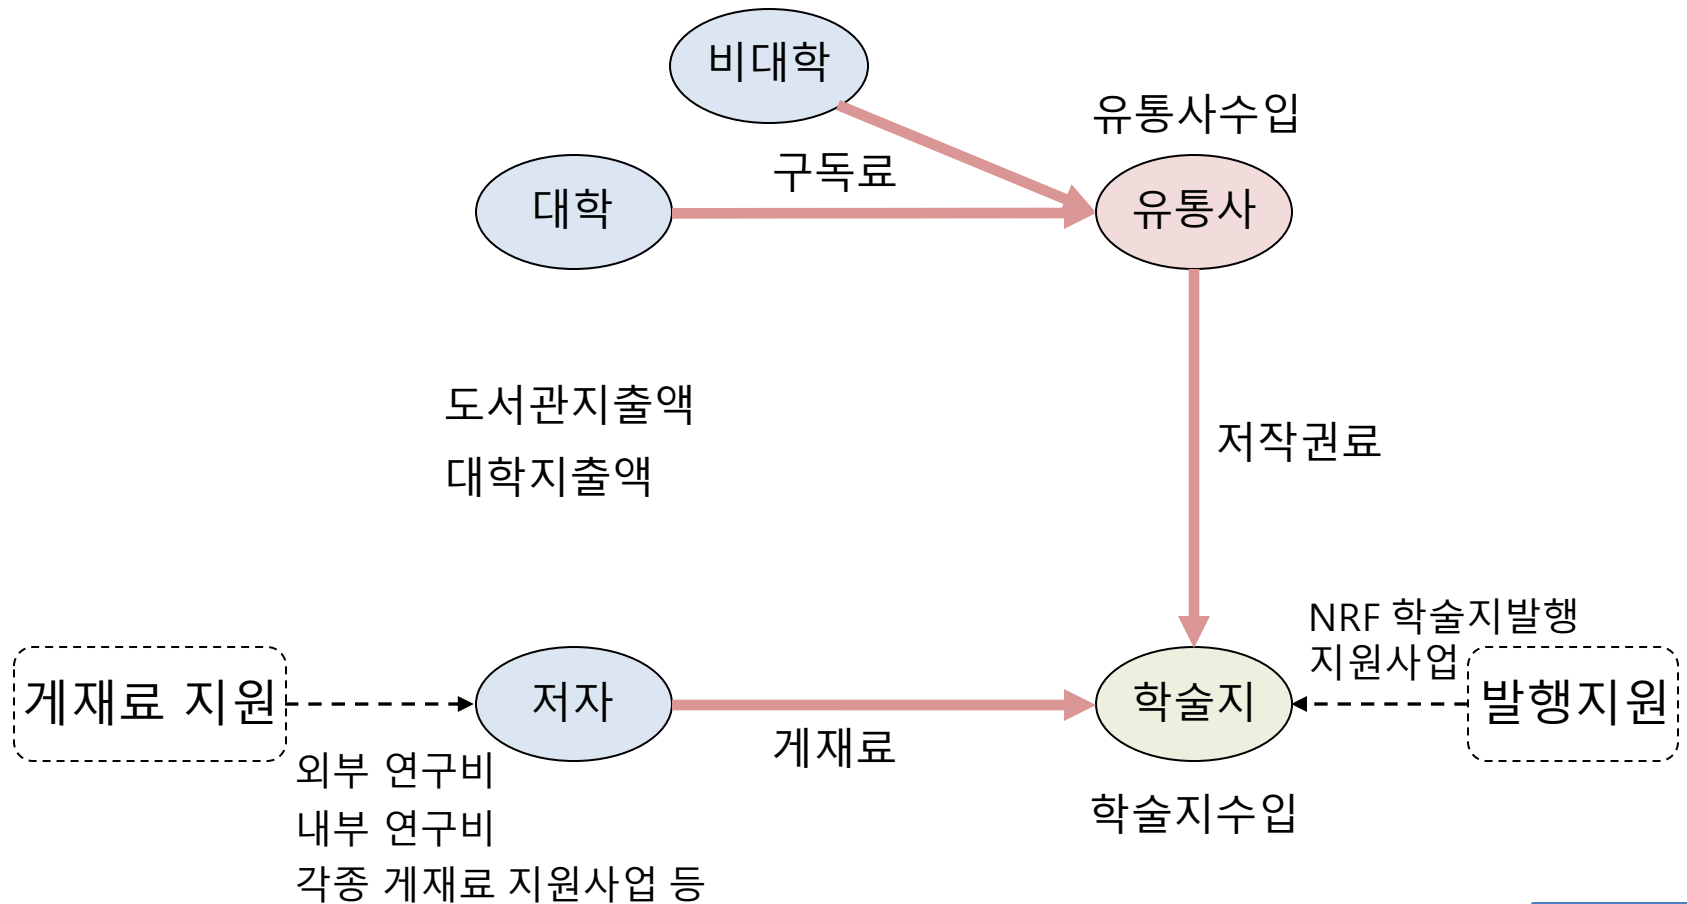 비대학
유통사수입
구독료
대학
유통사
도서관지출액
저작권료
대학지출액
NRF 학술지발행
지원사업
게재료 지원
저자
학술지
발행지원
게재료
외부 연구비
학술지수입
내부 연구비
각종 게재료 지원사업 등